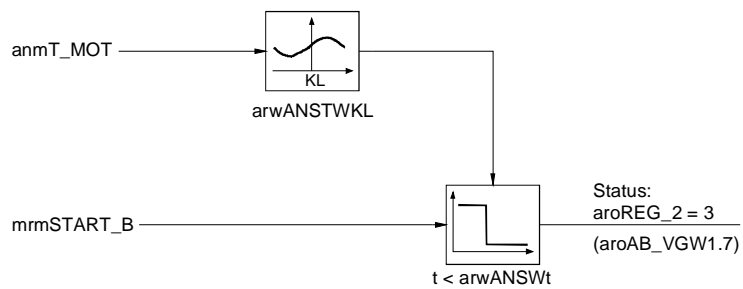 anmT_MOT
KL
arwANSTWKL
Status:
aroREG_2 = 3
mrmSTART_B
(aroAB_VGW1.7)
t < arwANSWt